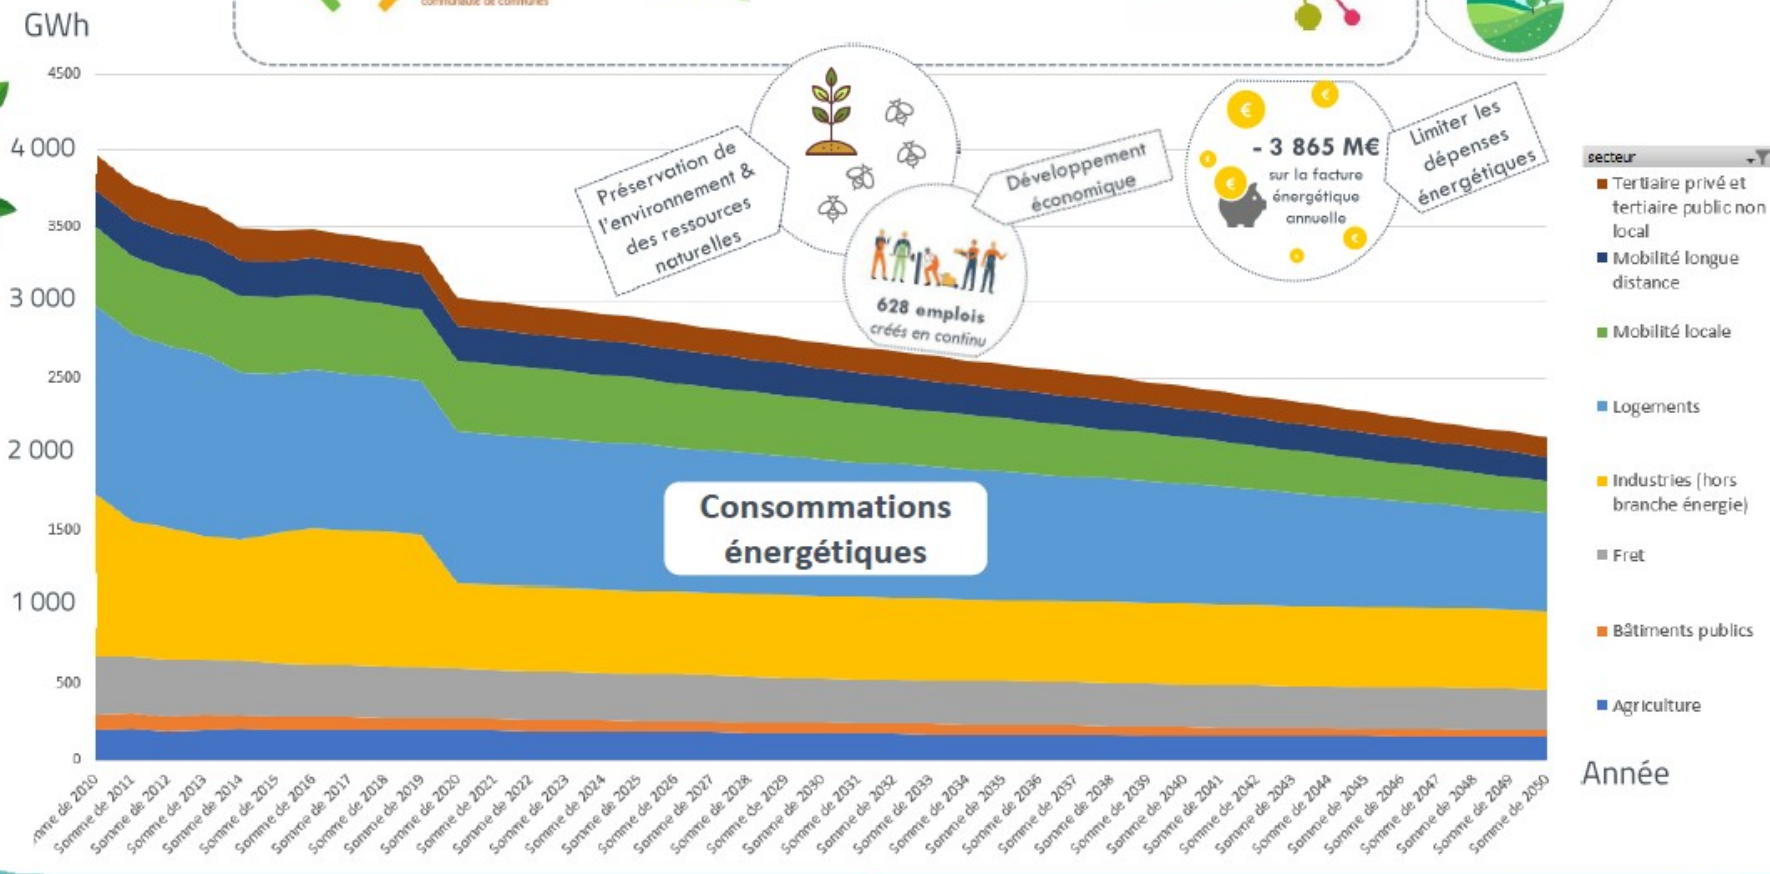 communauté de communes
GWh
4500
4 000
3500
3 000
2500
2 000
1500
1 000
500
0
Préservation de
l'environnement &
des ressources
naturelles
628 emplois
créés en continu
Développement
économique
- 3 865 M€
sur la facture
énergétique
annuelle
Limiter les
dépenses
énergétiques
Consommations
énergétiques
secteur
Tertiaire privé et
tertiaire public non
local
Mobilité longue
distance
Mobilité locale
Logements
Industries (hors
branche énergie)
Fret
Bâtiments publics
Agriculture
mme de 2010
Somme de 2011
Somme de 2012
Somme de 2013
Somme de 2014
Somme de 2015
Somme de 2016
Somme de 2017
Somme de 2018
Somme de 2019
Somme de 2020
Somme de 2021
Somme de 2022
Somme de 2023
Somme de 2024
Somme de 2025
Somme de 2026
Somme de 2027
Somme de 2028
Somme de 2029
Somme de 2030
Somme de 2031
Somme de 2032
Somme de 2033
Somme de 2034
Somme de 2035
Somme de 2036
Somme de 2037
Somme de 2038
Somme de 2039
Somme de 2040
Somme de 2041
Somme de 2042
Somme de 2043
Somme de 2044
Somme de 2045
Somme de 2046
Somme de 2047
Somme de 2048
Somme de 2049
Somme de 2050
Année